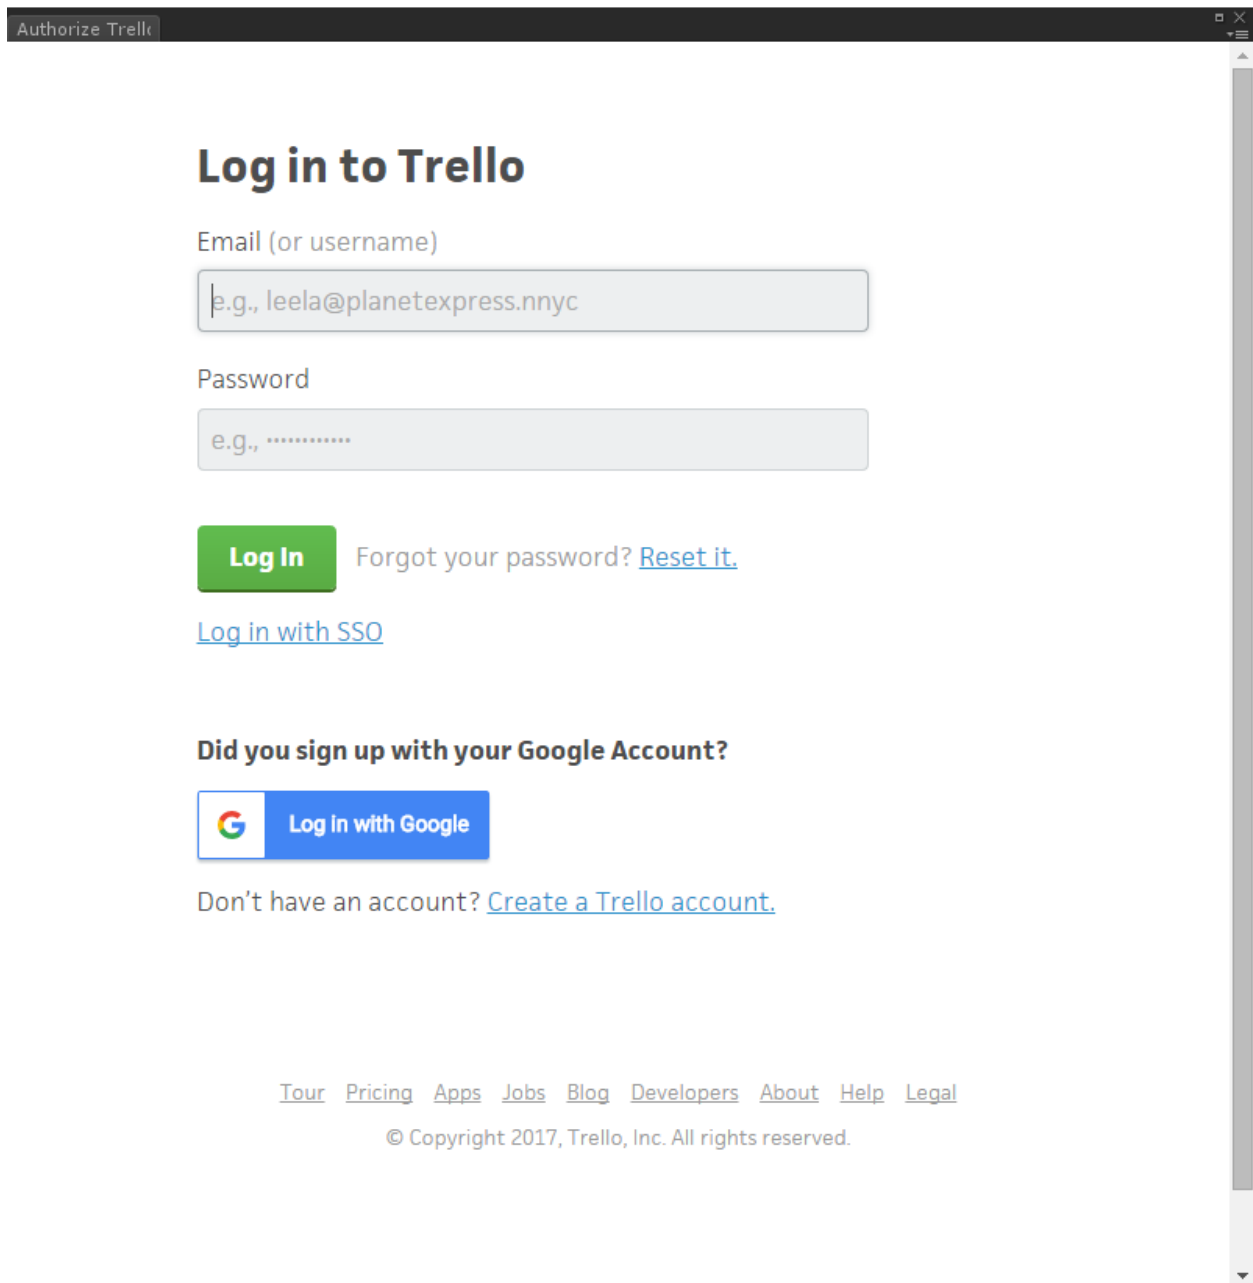 Authorize Trell
Log in to Trello
Email (or username)
e.g., leela@planetexpress.nnyc
Password
e.g., ••••••••••••
Log In Forgot your password? Reset it.
Log in with SSO
Did you sign up with your Google Account?
Log in with Google
Don't have an account? Create a Trello account.
Tour Pricing Apps Jobs Blog Developers About Help Legal
© Copyright 2017, Trello, Inc. All rights reserved.